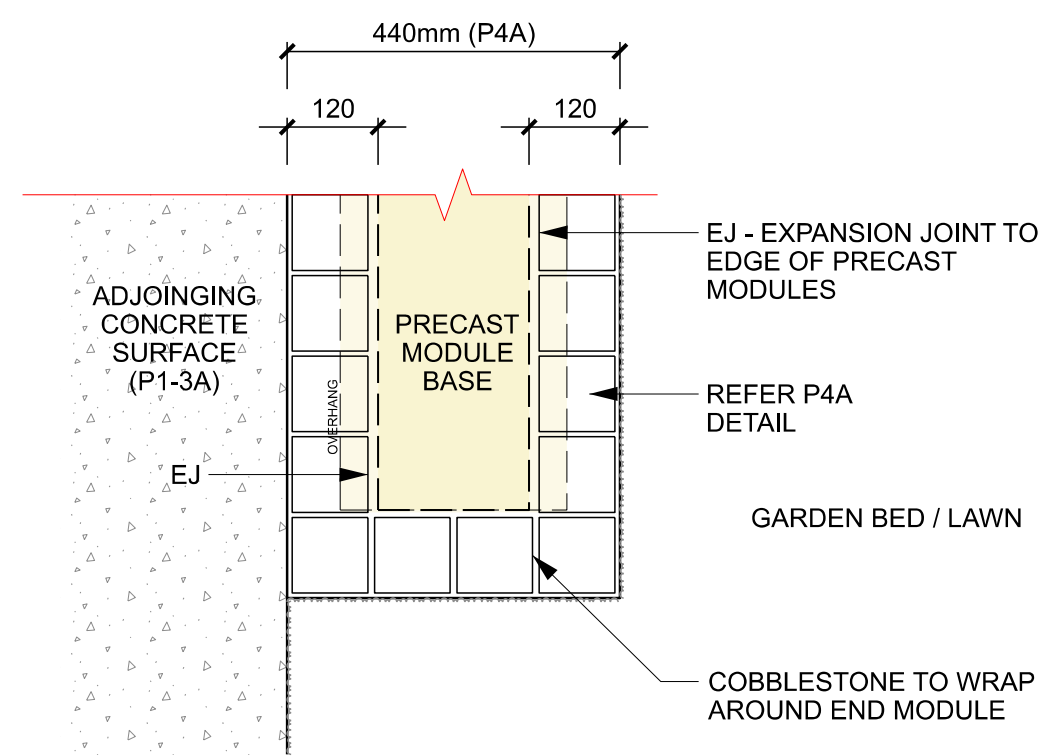 440mm (P4A)
120
120
EJ - EXPANSION JOINT TO
EDGE OF PRECAST
MODULES
ADJOINGING
CONCRETE
SURFACE
(P1-3A)
PRECAST
MODULE
BASE
OVERHANG
REFER P4A
DETAIL
EJ
GARDEN BED / LAWN
COBBLESTONE TO WRAP
AROUND END MODULE